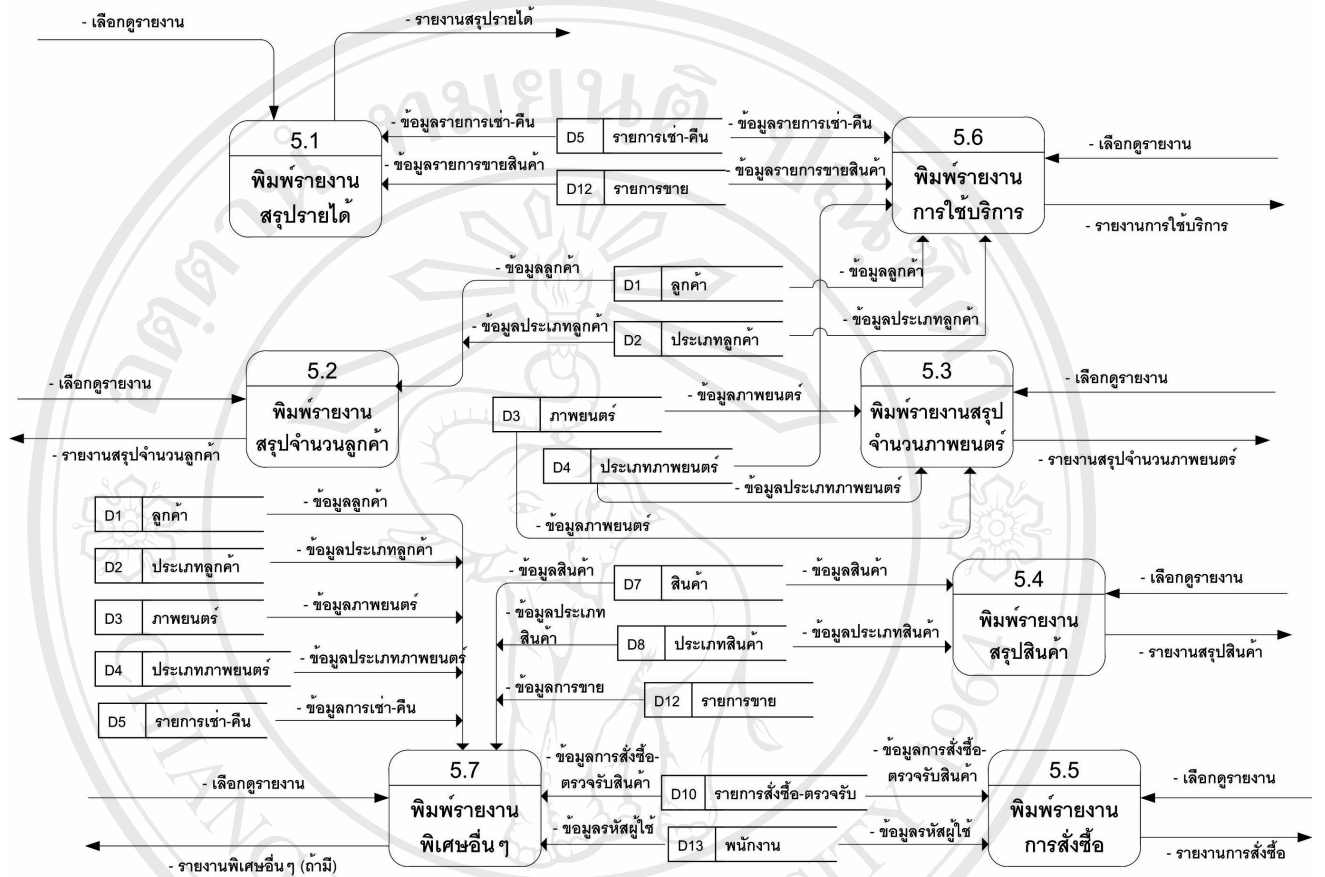 - เลือกดูรายงาน
- รายงานสรุปรายได้
5.1
พิมพ์รายงาน
สรุปรายได้
- ข้อมูลรายการเช่า-คืน
- ข้อมูลรายการขายสินค้า
D5 รายการเช่า-คืน
D12 รายการขาย
- ข้อมูลรายการเช่า-คืน
- ข้อมูลรายการขายสินค้า
5.6
พิมพ์รายงาน
การใช้บริการ
- เลือกดูรายงาน
- รายงานการใช้บริการ
- ข้อมูลลูกค้า
D1 ลูกค้า
- ข้อมูลลูกค้า
- ข้อมูลประเภทลูกค้า
D2 ประเภทลูกค้า
- ข้อมูลประเภทลูกค้า
5.2
พิมพ์รายงาน
สรุปจำนวนลูกค้า
- เลือกดูรายงาน
- รายงานสรุปจำนวนลูกค้า
D3 ภาพยนตร์
- ข้อมูลภาพยนตร์
D4 ประเภทภาพยนตร์
- ข้อมูลประเภทภาพยนตร์
- ข้อมูลภาพยนตร์
5.3
พิมพ์รายงานสรุป
จำนวนภาพยนตร์
- เลือกดูรายงาน
- รายงานสรุปจำนวนภาพยนตร์
D1 ลูกค้า
- ข้อมูลลูกค้า
D2 ประเภทลูกค้า
- ข้อมูลประเภทลูกค้า
D3 ภาพยนตร์
- ข้อมูลภาพยนตร์
D4 ประเภทภาพยนตร์
- ข้อมูลประเภทภาพยนตร์
D5 รายการเช่า-คืน
- ข้อมูลการเช่า-คืน
- ข้อมูลสินค้า
D7 สินค้า
- ข้อมูลสินค้า
- ข้อมูลประเภท
สินค้า
D8 ประเภทสินค้า
- ข้อมูลประเภทสินค้า
- ข้อมูลการขาย
D12 รายการขาย
5.4
พิมพ์รายงาน
สรุปสินค้า
- เลือกดูรายงาน
- รายงานสรุปสินค้า
5.7
พิมพ์รายงาน
พิเศษอื่นๆ
- เลือกดูรายงาน
- รายงานพิเศษอื่นๆ (ถ้ามี)
- ข้อมูลการสั่งซื้อ-
ตรวจรับสินค้า
D10 รายการสั่งซื้อ-ตรวจรับ
- ข้อมูลการสั่งซื้อ-
ตรวจรับสินค้า
- ข้อมูลรหัสผู้ใช้
D13 พนักงาน
- ข้อมูลรหัสผู้ใช้
5.5
พิมพ์รายงาน
การสั่งซื้อ
- เลือกดูรายงาน
- รายงานการสั่งซื้อ